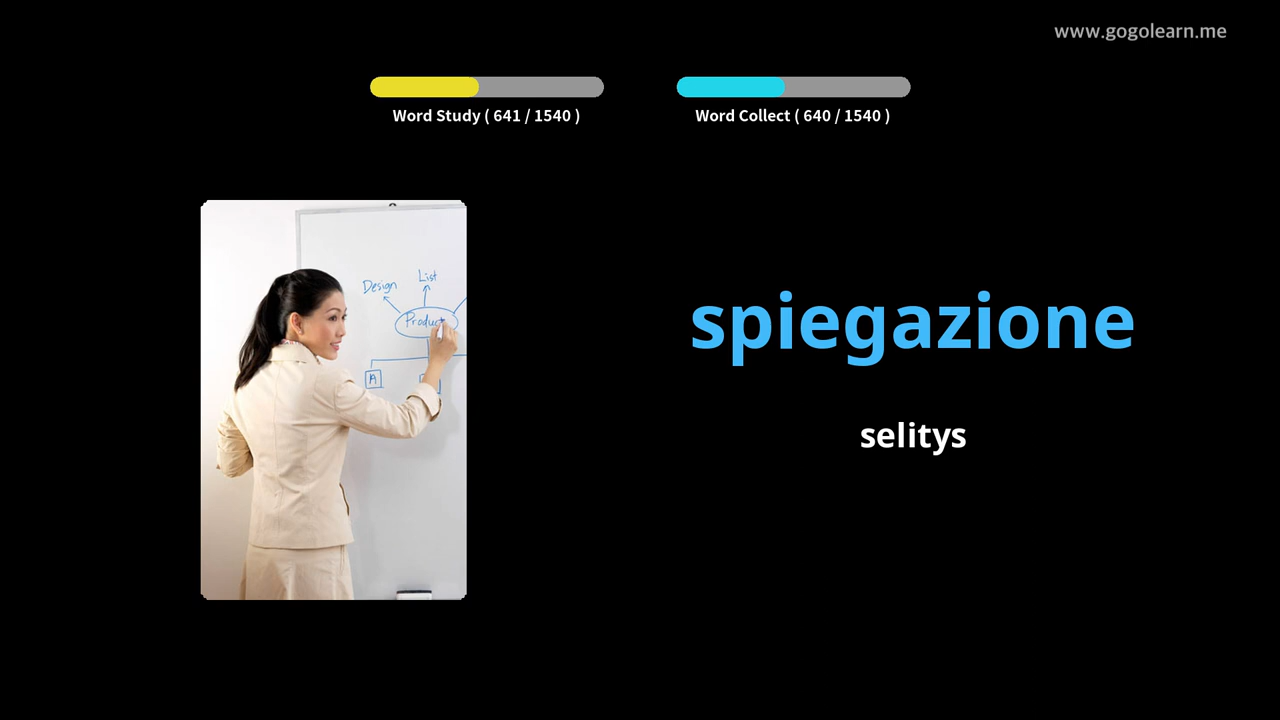 www.gogolearn.me
Word Study ( 641 / 1540 )
Word Collect ( 640 / 1540 )
Design
List
Product
A
spiegazione
selitys